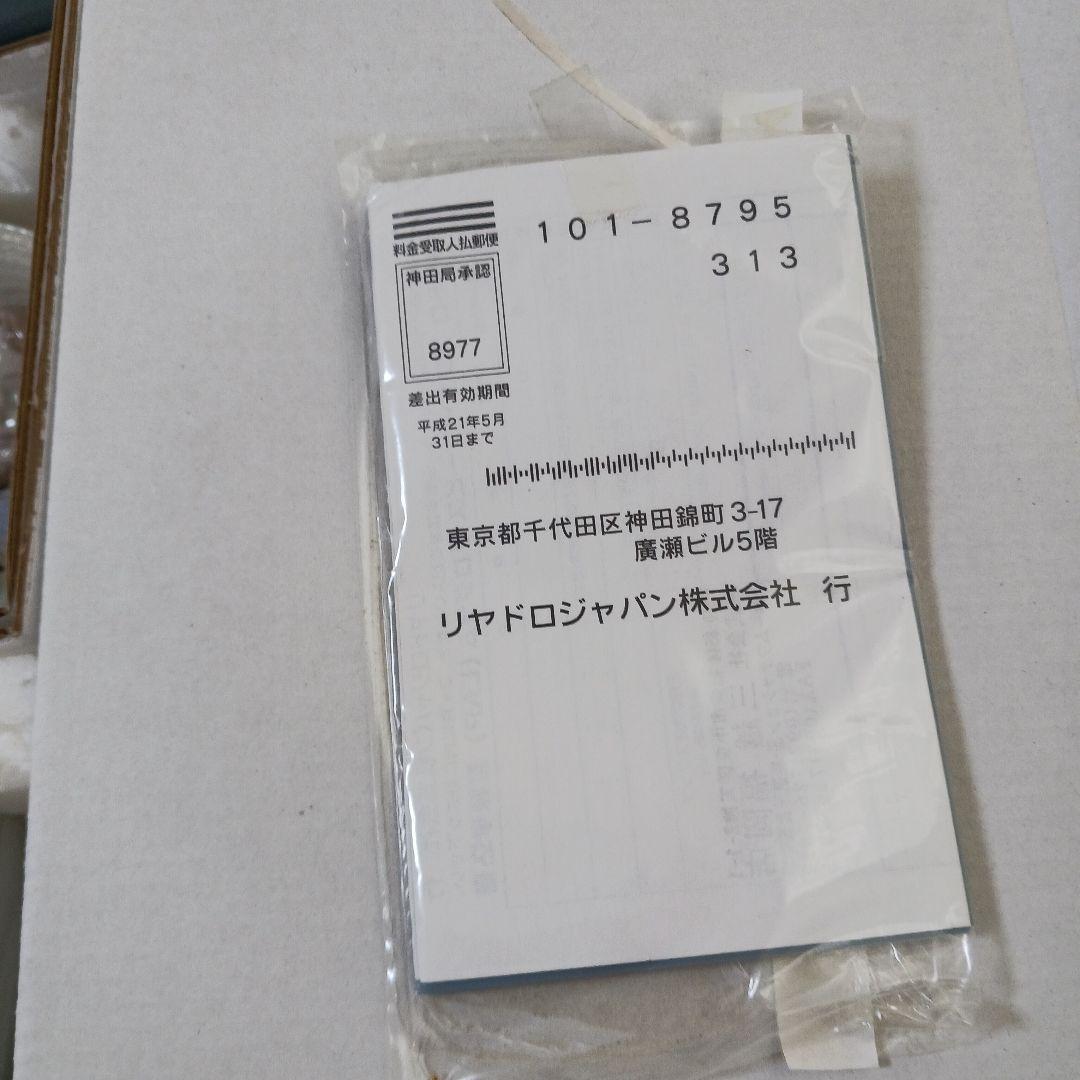 料金受取人払郵便
神田局承認
8977
差出有効期間
平成21年5月
31日まで
101-8795
313
東京都千代田区神田錦町3-17
廣瀬ビル5階
リヤドロジャパン株式会社 行